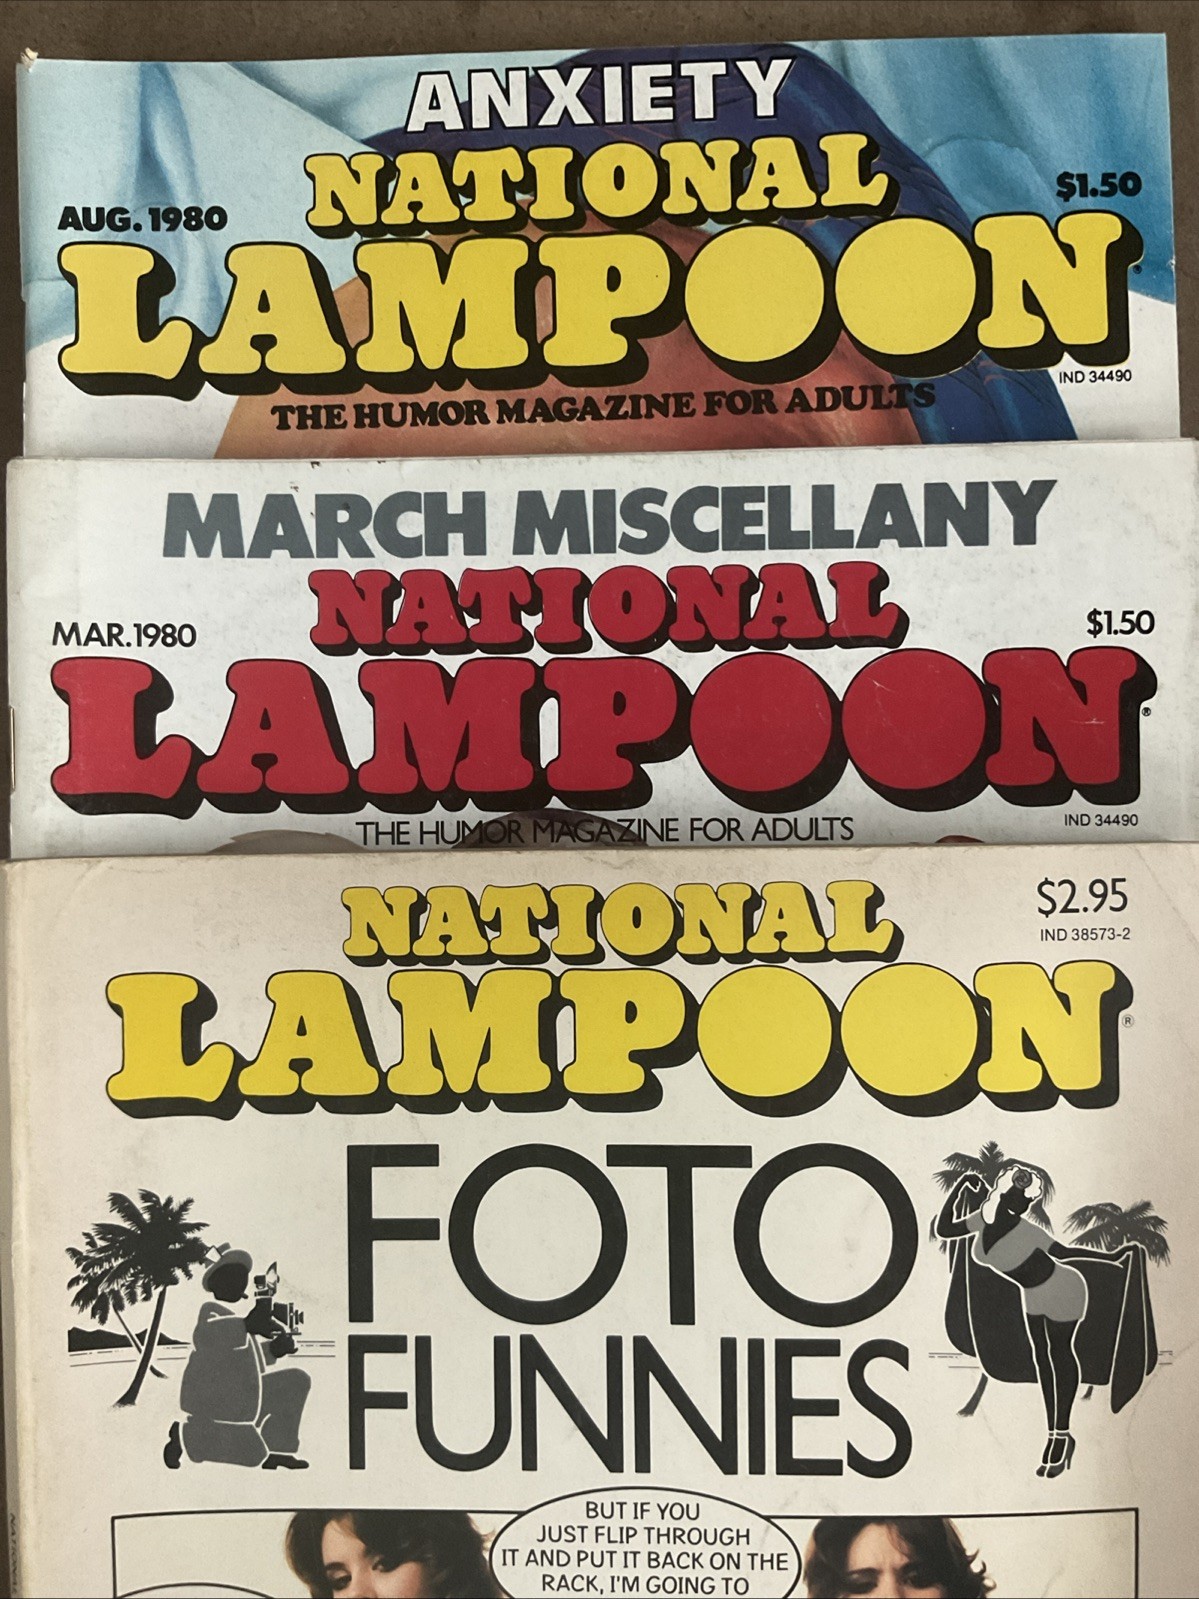 ANXIETY
NATIONAL
AUG. 1980
$1.50
LAMPOON
IND 34490
THE HUMOR MAGAZINE FOR ADULTS
MARCH MISCELLANY
NATIONAL
MAR. 1980
$1.50
LAMPOON®
IND 34490
THE HUMOR MAGAZINE FOR ADULTS
NATIONAL
$2.95
IND 38573-2
LAMPOON®
FOTO
FUNNIES
BUT IF YOU
JUST FLIP THROUGH
IT AND PUT IT BACK ON THE
RACK, I'M GOING TO